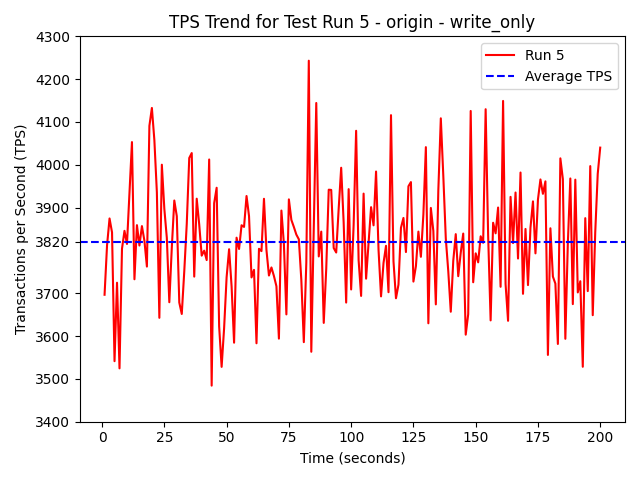 TPS Trend for Test Run 5 - origin - write_only
Run 5
Average TPS
Transactions per Second (TPS)
4300
4200
4100
4000
3900
3820
3700
3600
3500
3400
0 25 50 75 100 125 150 175 200
Time (seconds)